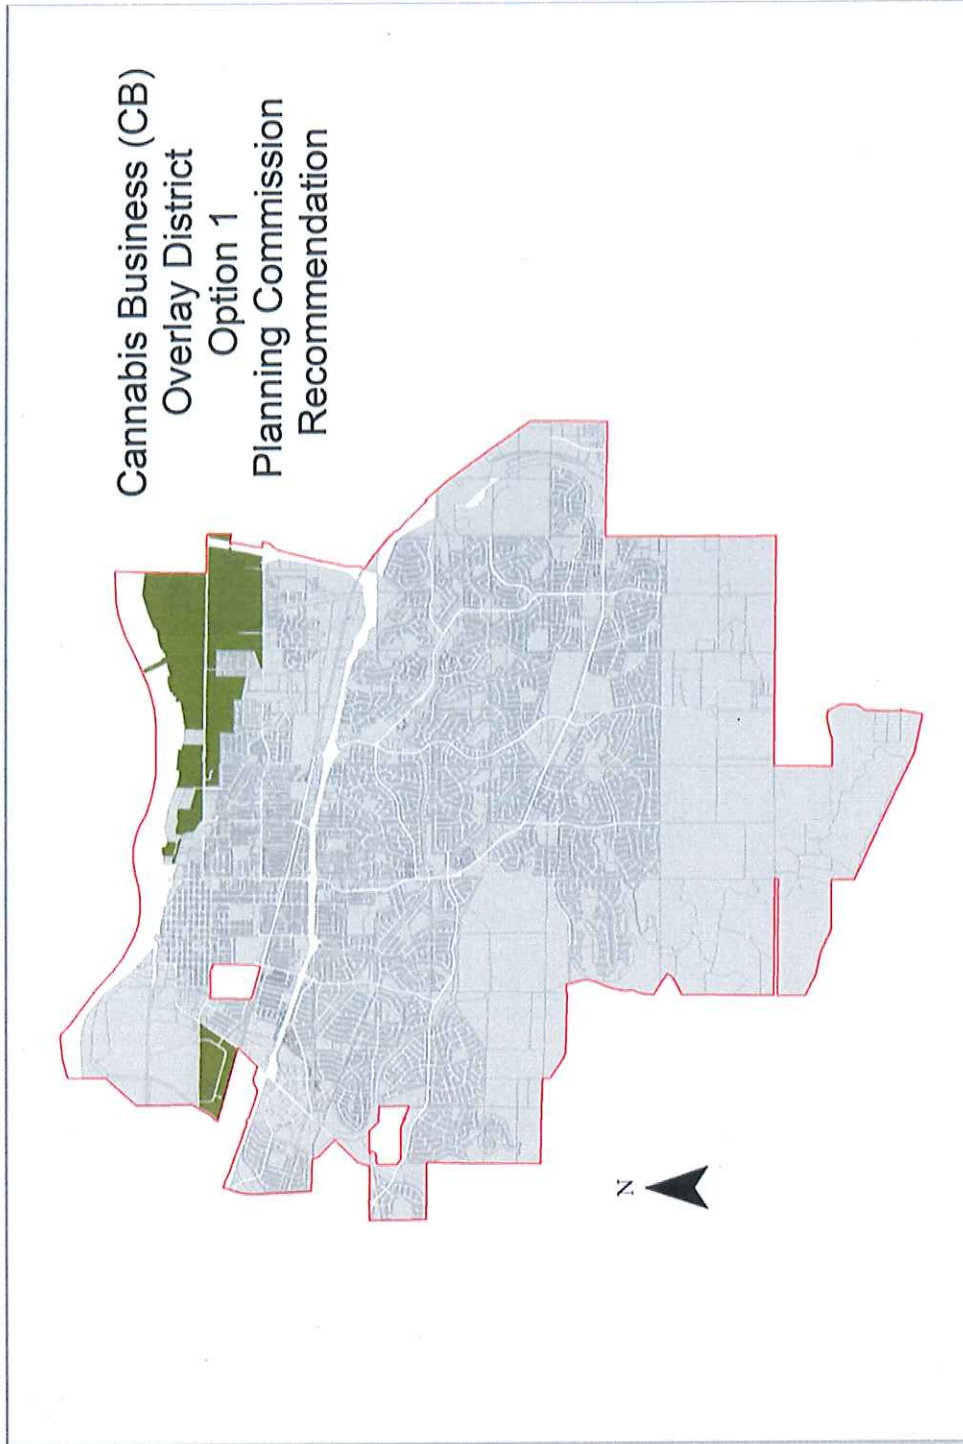 Cannabis Business (CB)
Overlay District
Option 1
Planning Commission
Recommendation
N